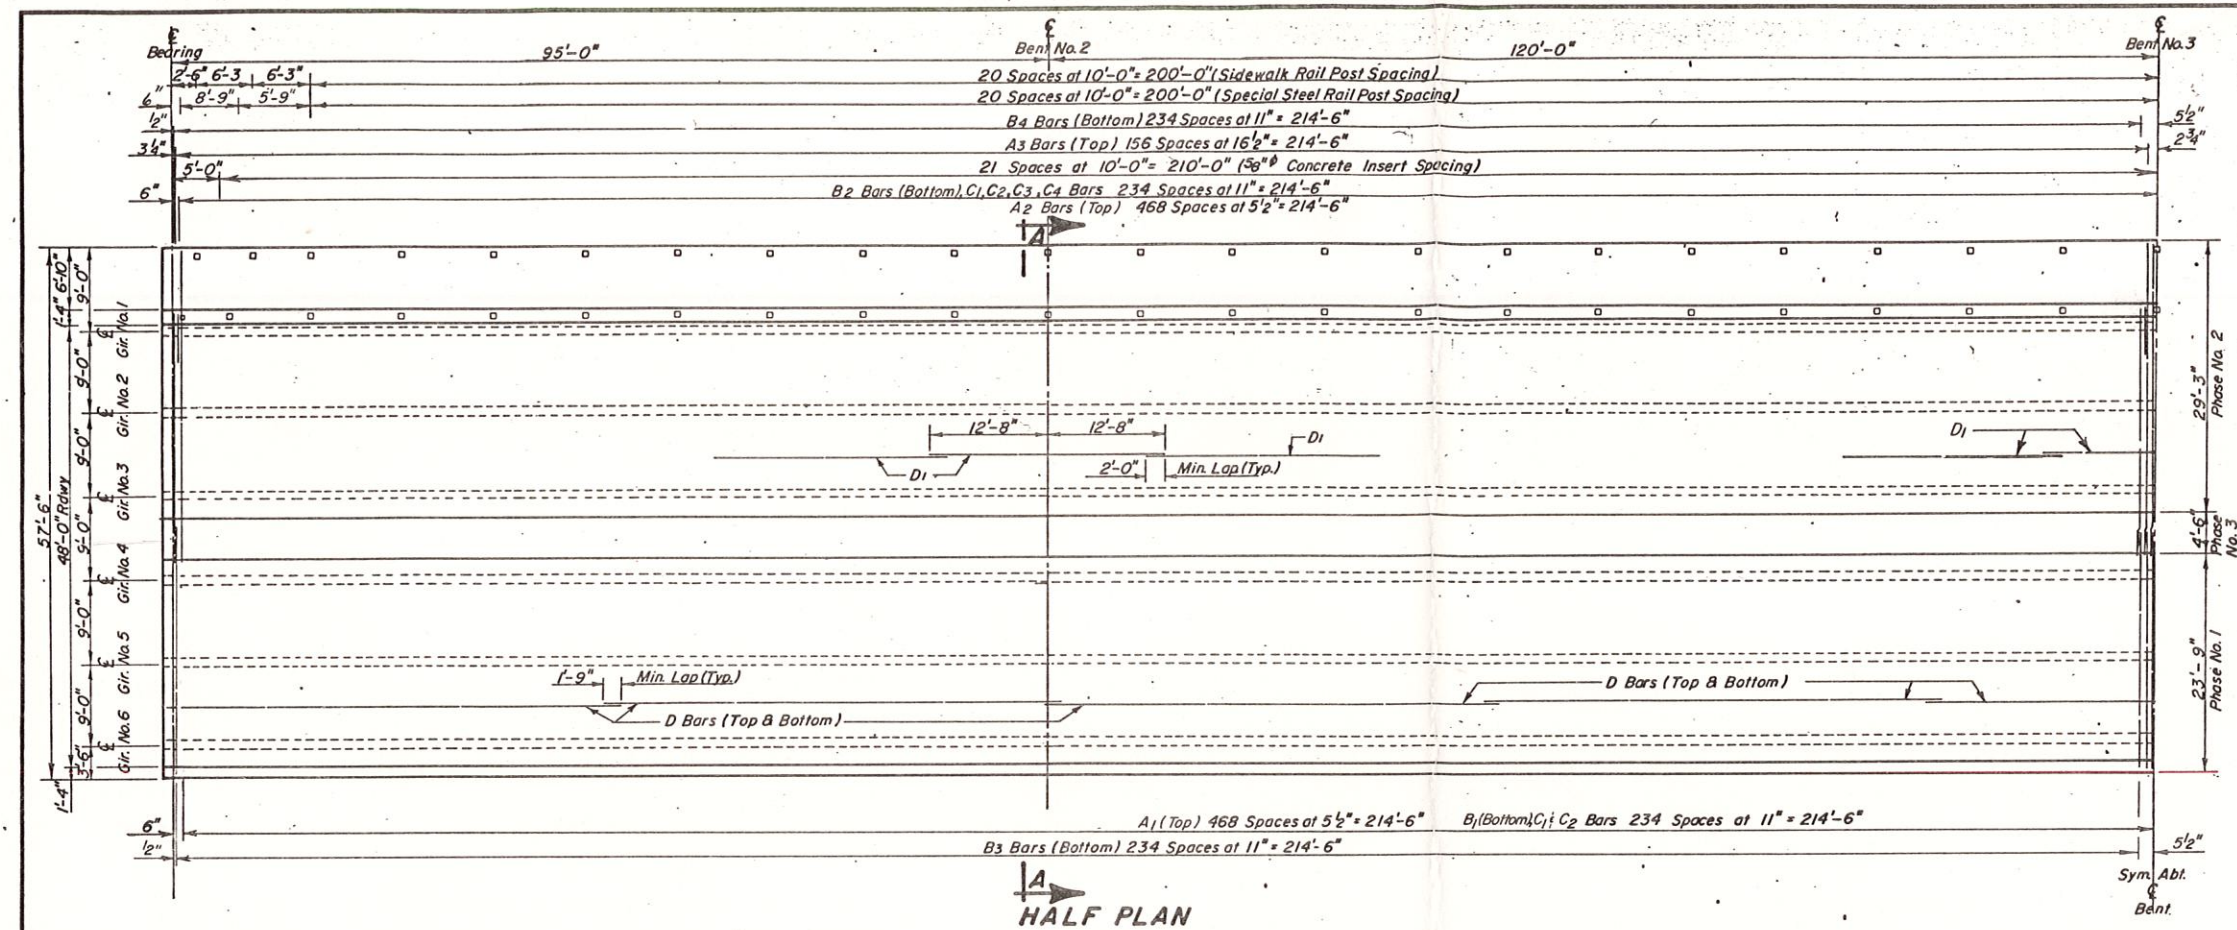 ℄ ℄ ℄
Bearing 95'-0" Bent No.2 120'-0" Bent No.3
2'-6" 6'-3 6'-3" 20 Spaces at 10'-0" = 200'-0" (Sidewalk Rail Post Spacing)
6" 8'-9" 5'-9" 20 Spaces at 10'-0" = 200'-0" (Special Steel Rail Post Spacing)
1/2" B4 Bars (Bottom) 234 Spaces at 11" = 214'-6" 5 1/2"
3 1/4" A3 Bars (Top) 156 Spaces at 16 1/2" = 214'-6" 2 3/4"
5'-0" 21 Spaces at 10'-0" = 210'-0" (5/8"ϕ Concrete Insert Spacing)
6" B2 Bars (Bottom), C1, C2, C3, C4 Bars 234 Spaces at 11" = 214'-6"
A2 Bars (Top) 468 Spaces at 5 1/2" = 214'-6"
A
57'-6"
1'-4" 6'-10"
48'-0" Rdwy
1'-4"
9'-0"
9'-0"
9'-0"
9'-0"
9'-0"
9'-0"
3'-6"
℄ Gir. No.1
℄ Gir. No.2
℄ Gir. No.3
℄ Gir. No.4
℄ Gir. No.5
℄ Gir. No.6
12'-8" 12'-8" D1 D1
D1 2'-0" Min. Lap (Typ.)
29'-3"
Phase No. 2
4'-6"
Phase
No. 3
23'-9"
Phase No. 1
1'-9" Min. Lap (Typ.) D Bars (Top & Bottom)
D Bars (Top & Bottom)
6" A1 (Top) 468 Spaces at 5 1/2" = 214'-6" B1 (Bottom), C1 & C2 Bars 234 Spaces at 11" = 214'-6"
1/2" B3 Bars (Bottom) 234 Spaces at 11" = 214'-6" 5 1/2"
A Sym. Abt.
℄
HALF PLAN Bent.